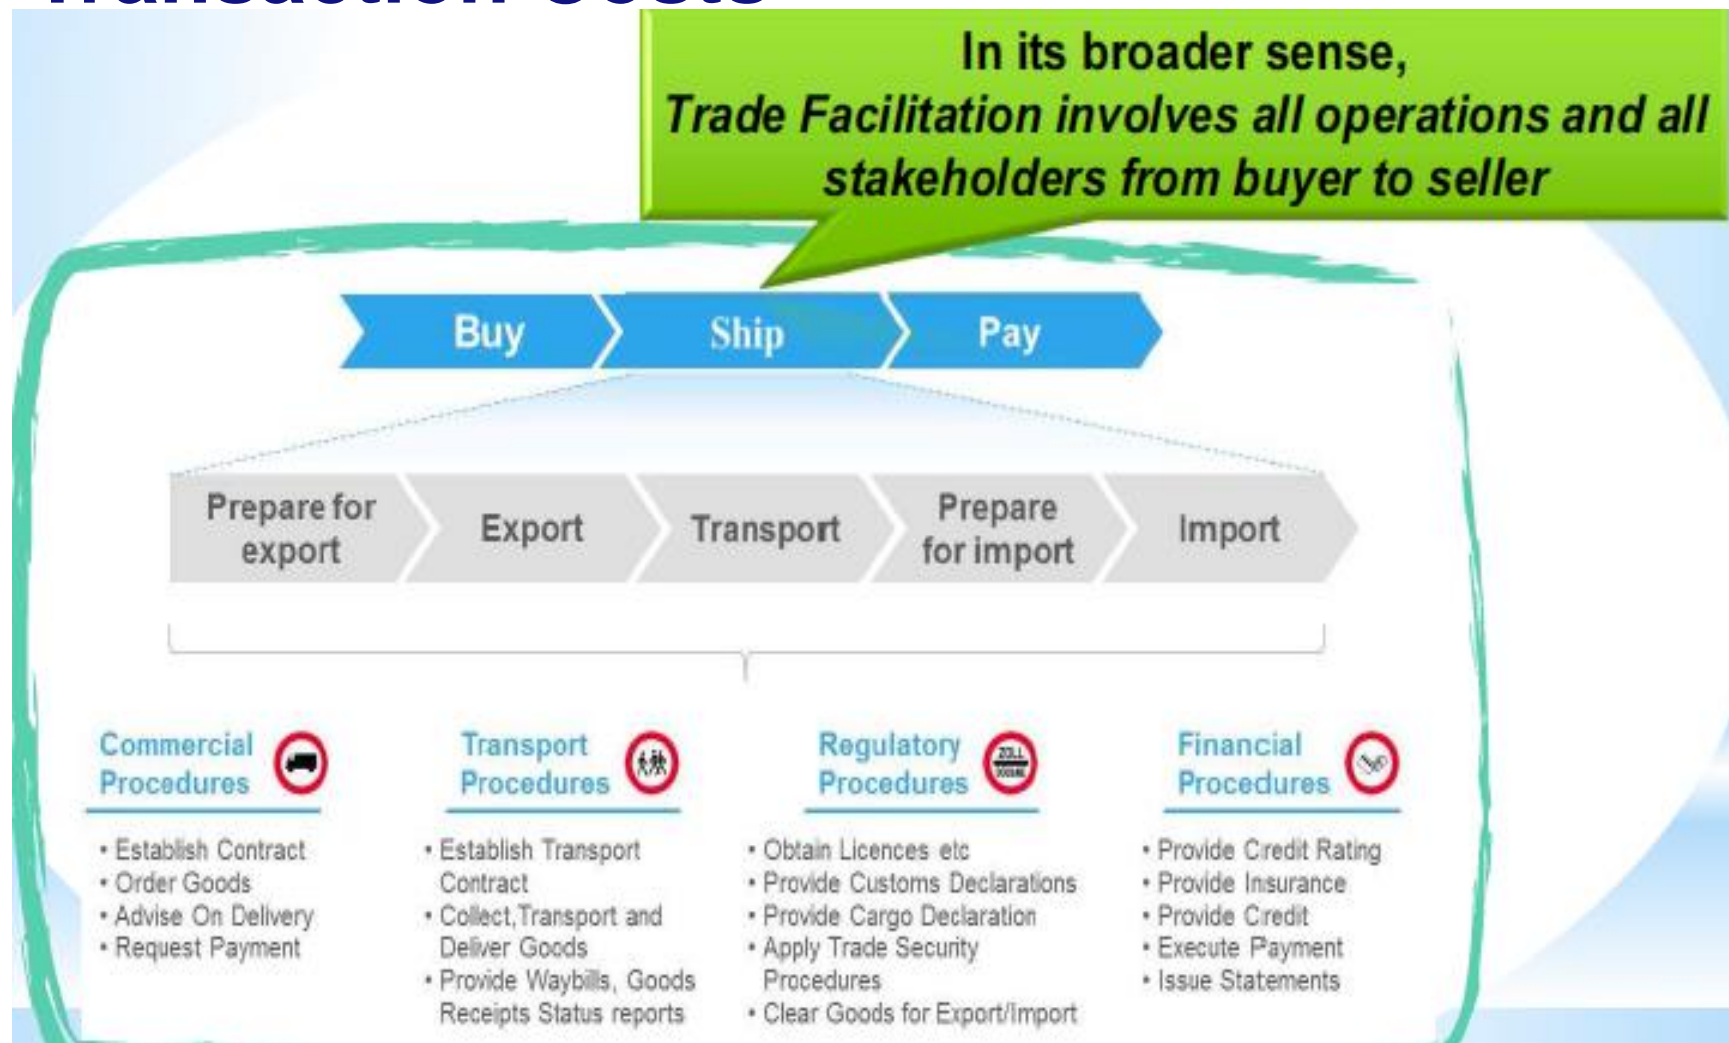 Transaction Costs
In its broader sense,
Trade Facilitation involves all operations and all
stakeholders from buyer to seller
Buy
Ship
Pay
Prepare for
export
Export
Transport
Prepare
for import
Import
Commercial
Procedures
• Establish Contract
• Order Goods
• Advise On Delivery
• Request Payment
Transport
Procedures
• Establish Transport
Contract
• Collect,Transport and
Deliver Goods
• Provide Waybills, Goods
Receipts Status reports
Regulatory
Procedures
ZOLL
DOUANE
• Obtain Licences etc
• Provide Customs Declarations
• Provide Cargo Declaration
• Apply Trade Security
Procedures
• Clear Goods for Export/Import
Financial
Procedures
• Provide Credit Rating
• Provide Insurance
• Provide Credit
• Execute Payment
• Issue Statements